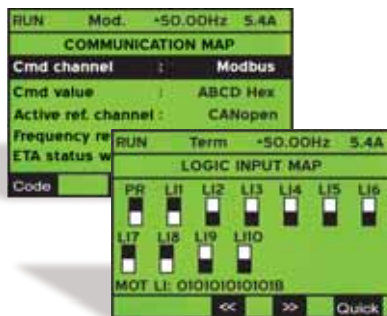 RUN Mod. +50.00Hz 5.4A
COMMUNICATION MAP
Cmd channel : Modbus
Cmd value : ABCD Hex
Active ref. channel : CANopen
Frequency re
ETA status w
Code
RUN Term +50.00Hz 5.4A
LOGIC INPUT MAP
PR LI1 LI2 LI3 LI4 LI5 LI6
LI7 LI8 LI9 LI10
MOT LI: 010101010101B
<< >> Quick